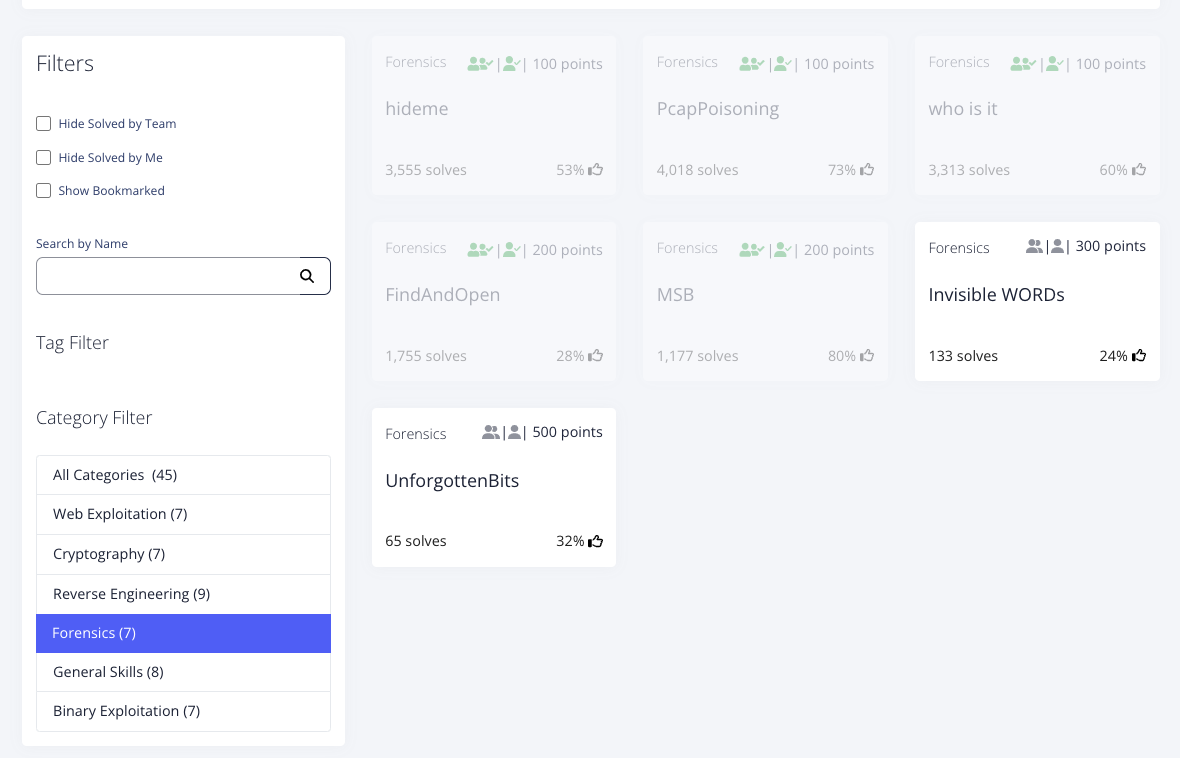 Filters
Hide Solved by Team
Hide Solved by Me
Show Bookmarked
Search by Name
Tag Filter
Category Filter
All Categories (45)
Web Exploitation (7)
Cryptography (7)
Reverse Engineering (9)
Forensics (7)
General Skills (8)
Binary Exploitation (7)
Forensics | | 100 points
hideme
3,555 solves 53%
Forensics | | 100 points
PcapPoisoning
4,018 solves 73%
Forensics | | 100 points
who is it
3,313 solves 60%
Forensics | | 200 points
FindAndOpen
1,755 solves 28%
Forensics | | 200 points
MSB
1,177 solves 80%
Forensics | | 300 points
Invisible WORDs
133 solves 24%
Forensics | | 500 points
UnforgottenBits
65 solves 32%